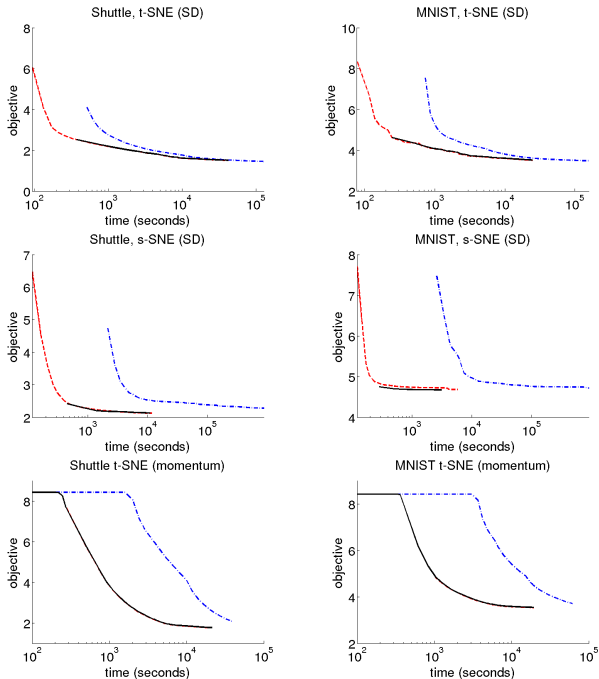 Shuttle, t-SNE (SD)
8
6
4
2
0
objective
10^2
10^3
10^4
10^5
time (seconds)
MNIST, t-SNE (SD)
10
8
6
4
2
objective
10^2
10^3
10^4
10^5
time (seconds)
Shuttle, s-SNE (SD)
7
6
5
4
3
2
objective
10^3
10^4
10^5
time (seconds)
MNIST, s-SNE (SD)
8
7
6
5
4
objective
10^3
10^4
10^5
time (seconds)
Shuttle t-SNE (momentum)
8
6
4
2
objective
10^2
10^3
10^4
10^5
time (seconds)
MNIST t-SNE (momentum)
8
6
4
2
objective
10^2
10^3
10^4
10^5
time (seconds)